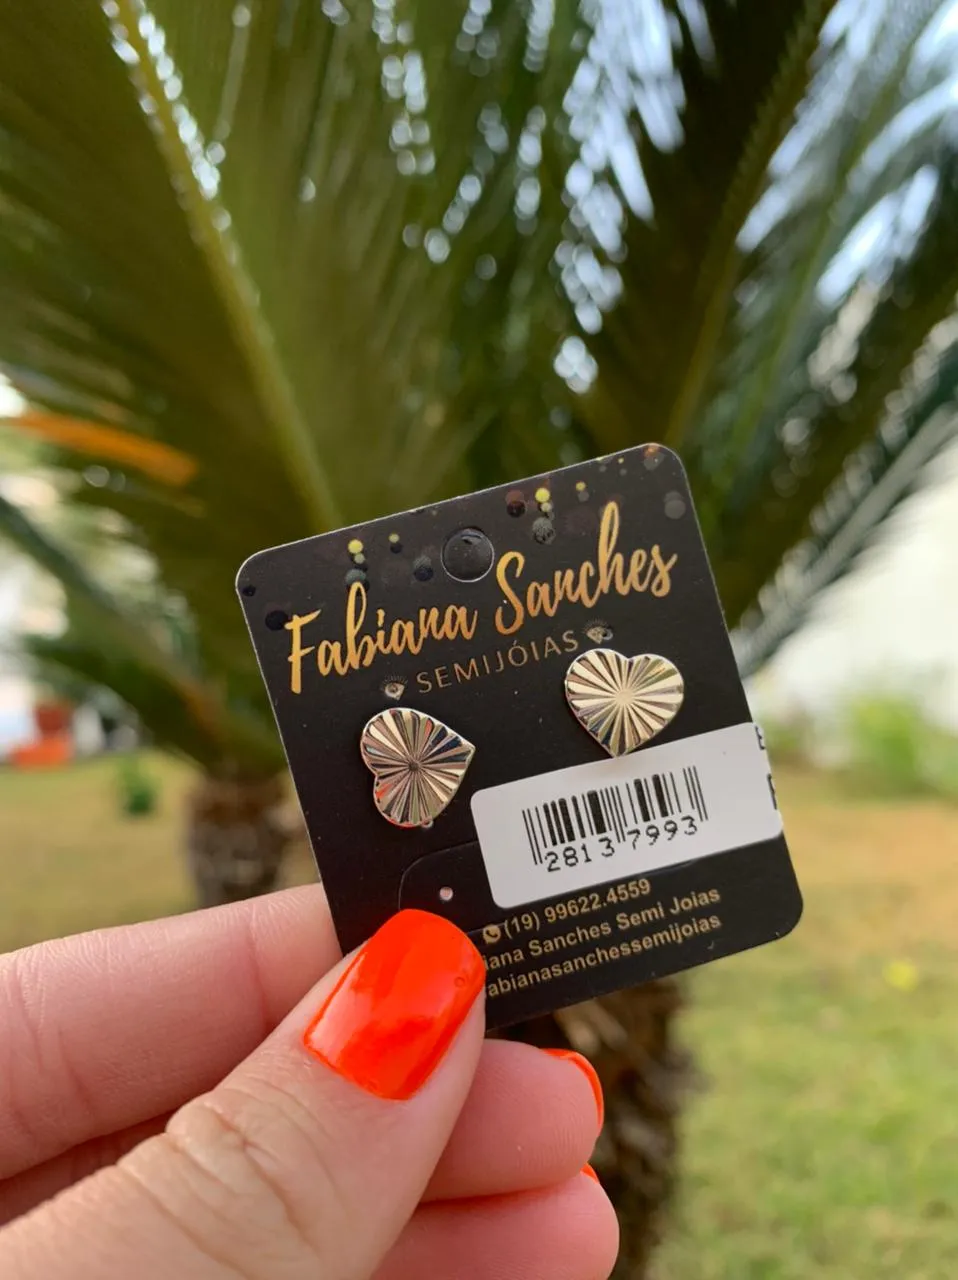 Fabiana Sanches
SEMIJÓIAS
28137993
(19) 99622.4559
iana Sanches Semi Joias
abianasanchessemijoias